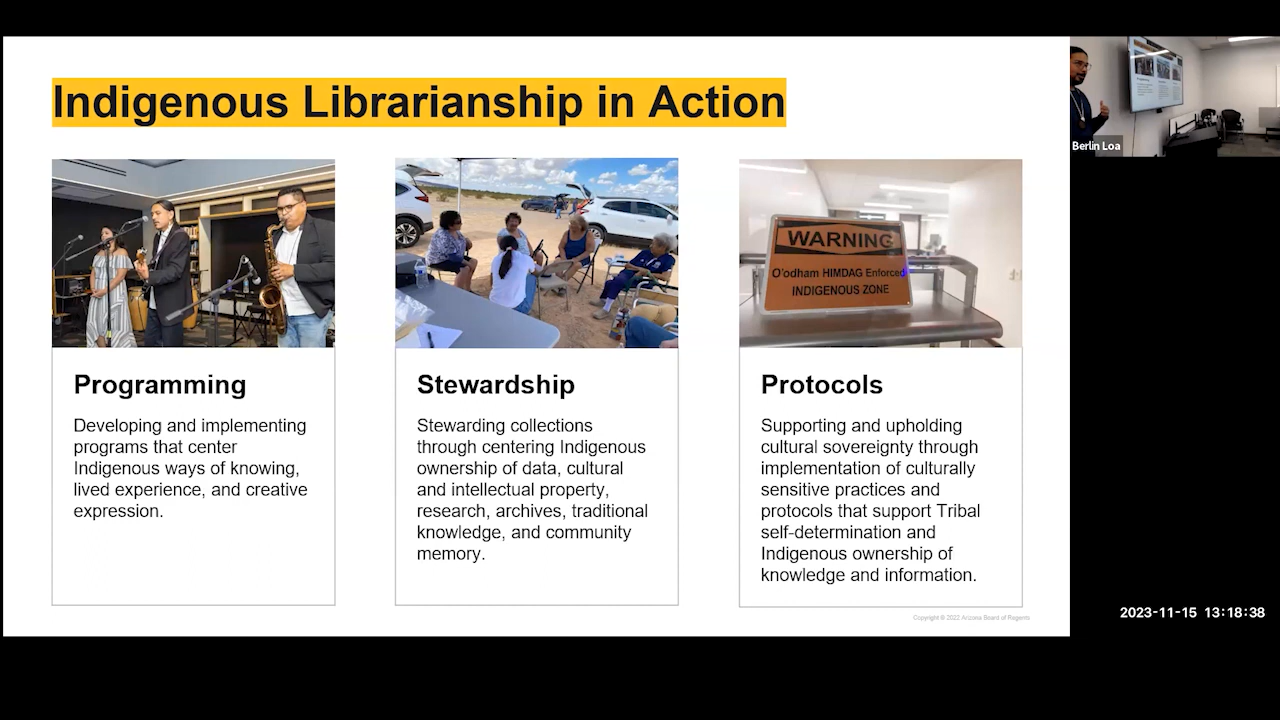 Indigenous Librarianship in Action
Berlin Loa
WARNING
O'odham HIMDAG Enforced
INDIGENOUS ZONE
Programming
Developing and implementing
programs that center
Indigenous ways of knowing,
lived experience, and creative
expression.
Stewardship
Stewarding collections
through centering Indigenous
ownership of data, cultural
and intellectual property,
research, archives, traditional
knowledge, and community
memory.
Protocols
Supporting and upholding
cultural sovereignty through
implementation of culturally
sensitive practices and
protocols that support Tribal
self-determination and
Indigenous ownership of
knowledge and information.
Copyright © 2022 Arizona Board of Regents
2023-11-15 13:18:38